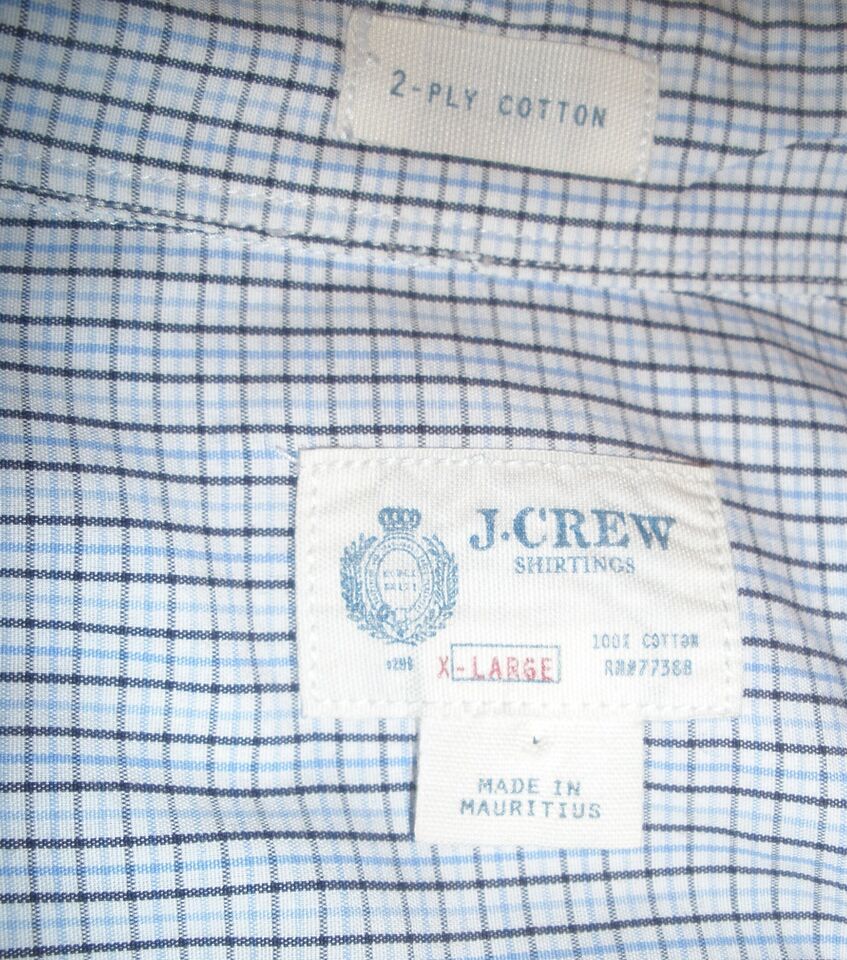 2-PLY COTTON
J.CREW
SHIRTINGS
100% COTTON
X-LARGE
RN#77388
MADE IN
MAURITIUS